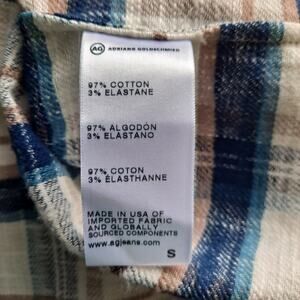 AG ADRIANO GOLDSCHMIED
97% COTTON
3% ELASTANE
97% ALGODÓN
3% ELASTANO
97% COTON
3% ÉLASTHANNE
MADE IN USA OF
IMPORTED FABRIC
AND GLOBALLY
SOURCED COMPONENTS
www.agjeans.com
S